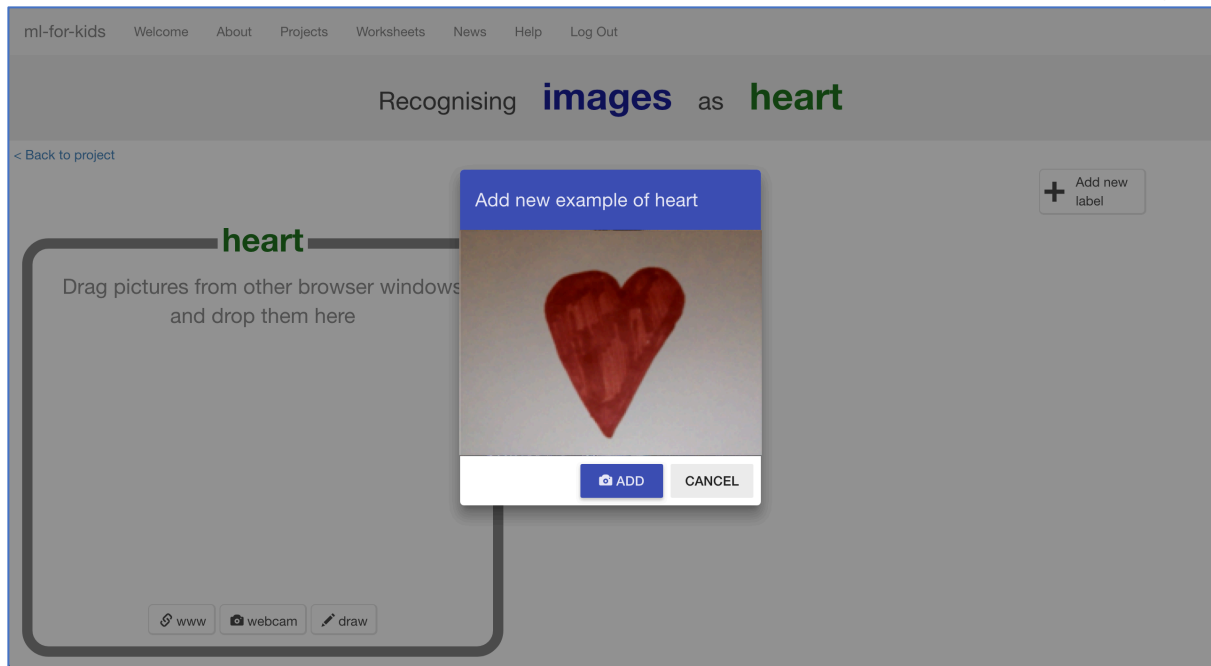 ml-for-kids Welcome About Projects Worksheets News Help Log Out
Recognising images as heart
< Back to project
Add new
label
Add new example of heart
heart
Drag pictures from other browser windows
and drop them here
ADD CANCEL
www webcam draw